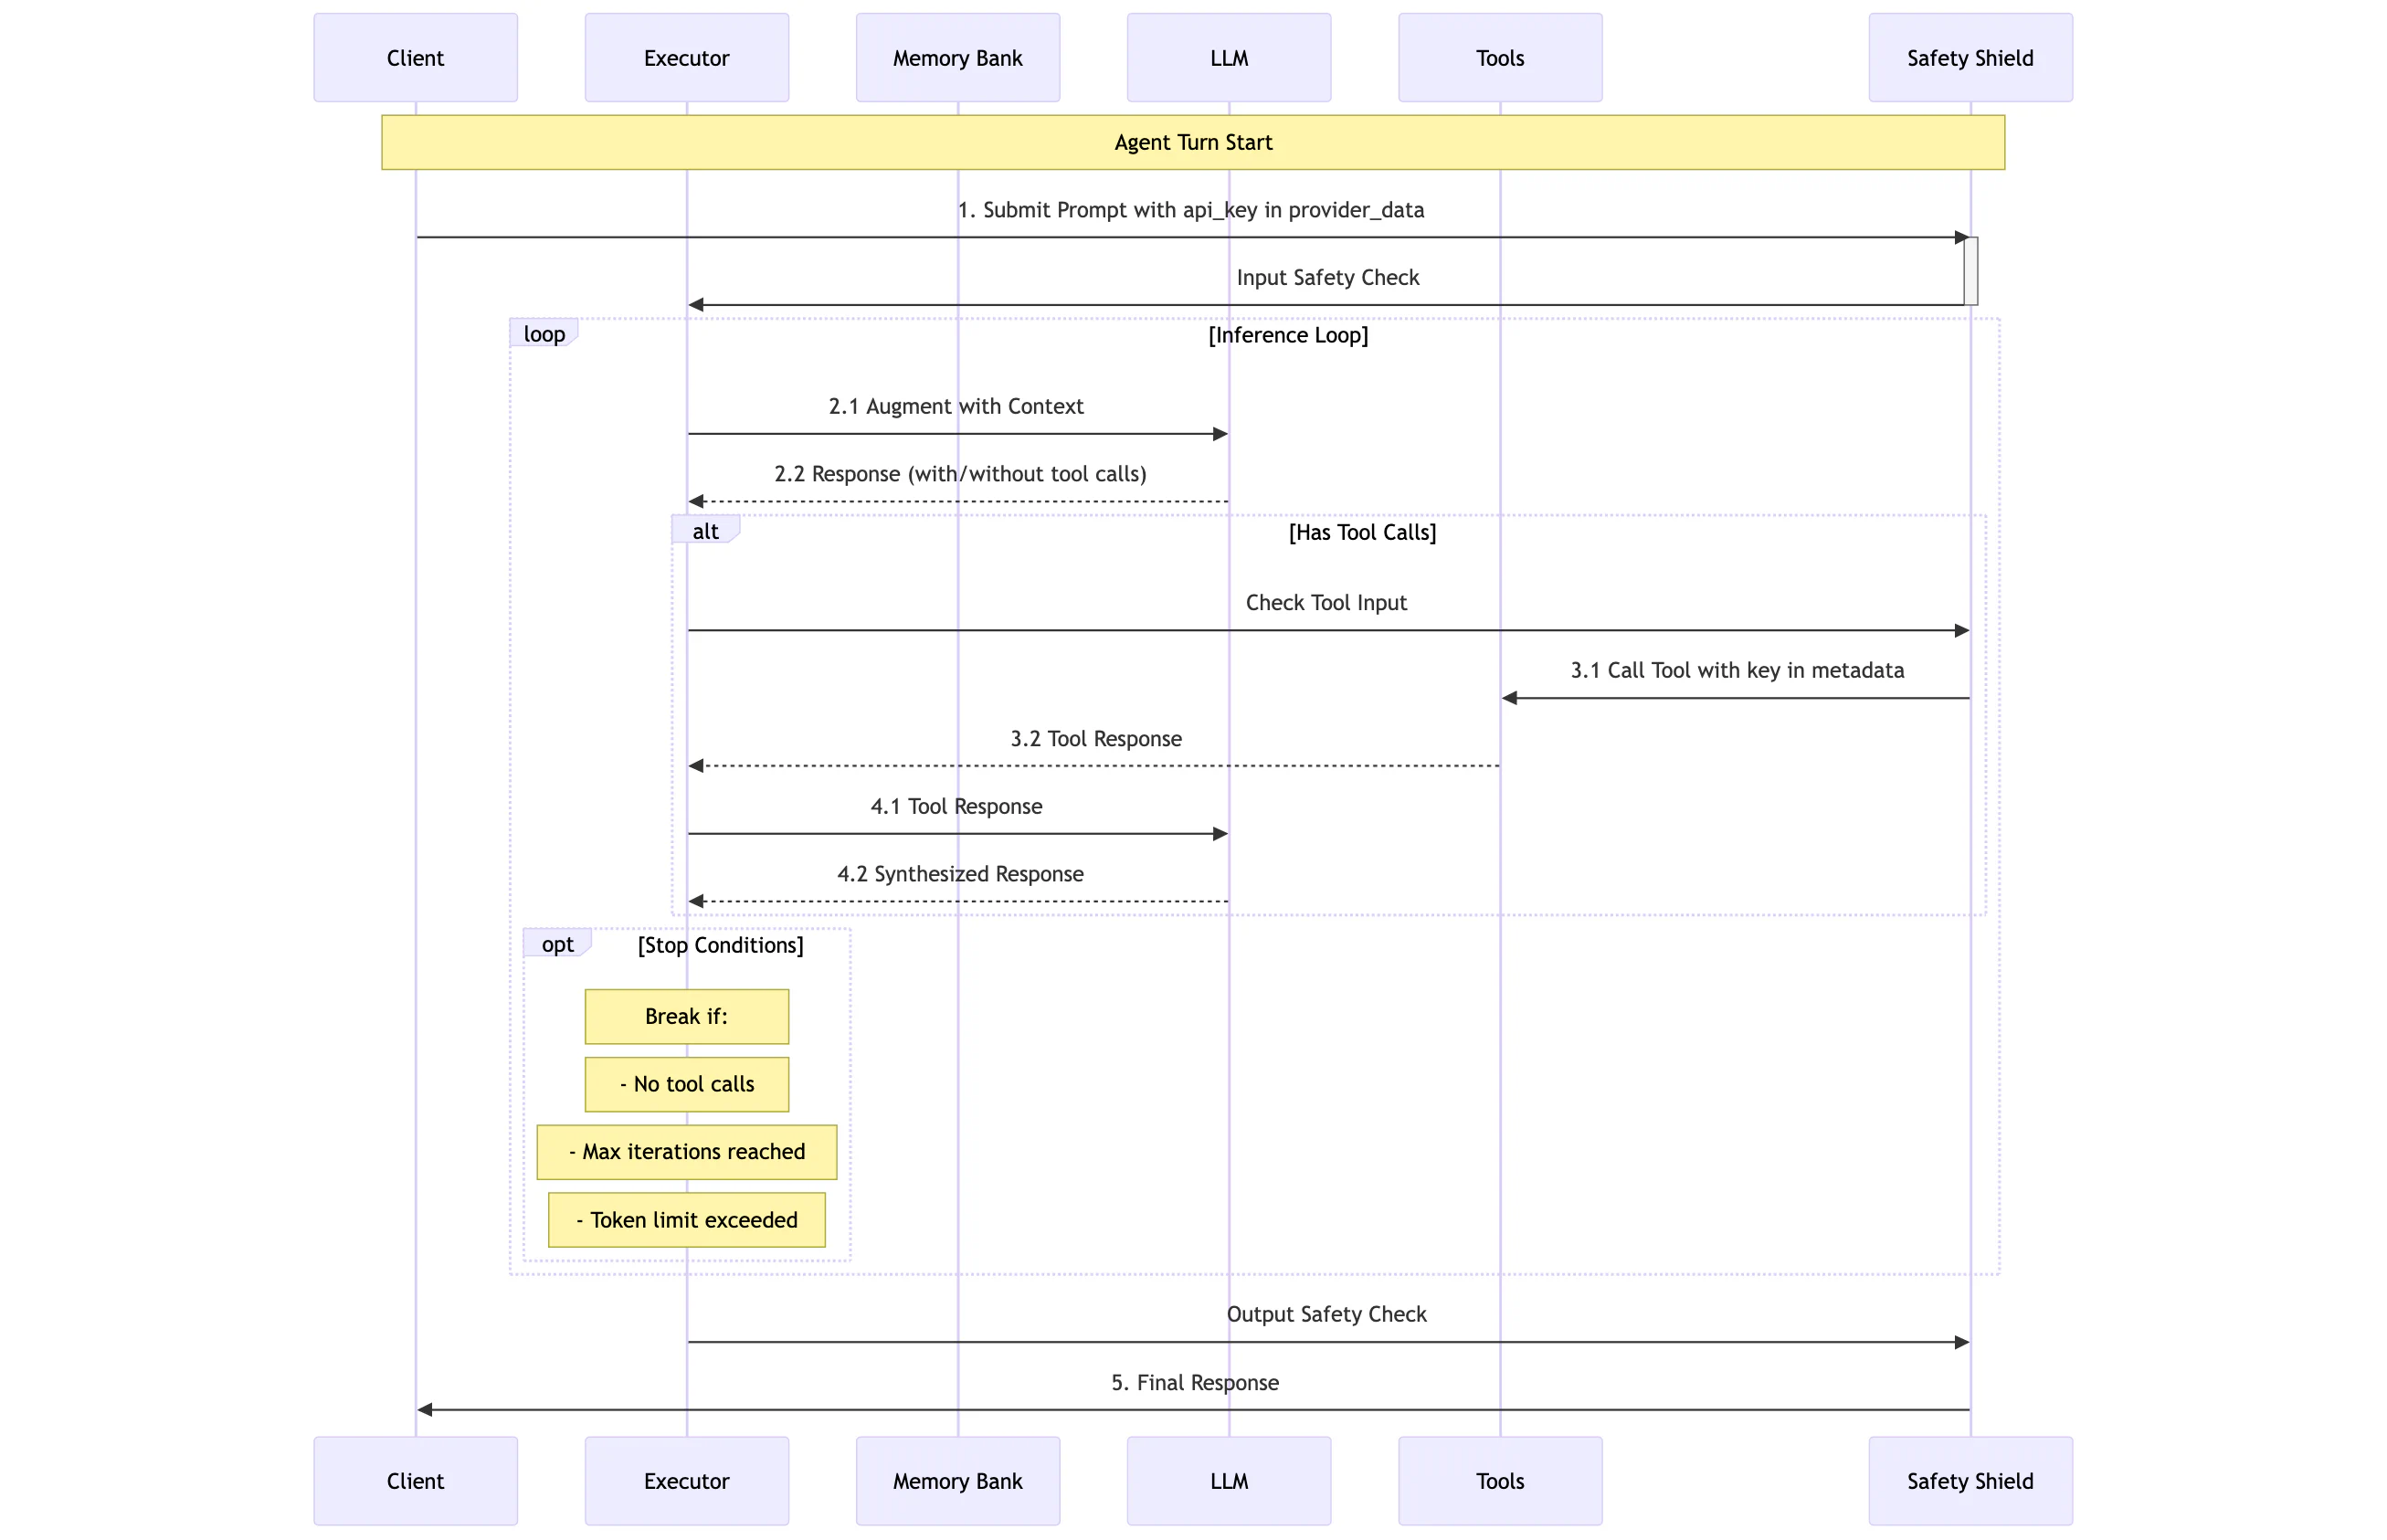 Client
Executor
Memory Bank
LLM
Tools
Safety Shield
Agent Turn Start
1. Submit Prompt with api_key in provider_data
Input Safety Check
loop
[Inference Loop]
2.1 Augment with Context
2.2 Response (with/without tool calls)
alt
[Has Tool Calls]
Check Tool Input
3.1 Call Tool with key in metadata
3.2 Tool Response
4.1 Tool Response
4.2 Synthesized Response
opt
[Stop Conditions]
Break if:
- No tool calls
- Max iterations reached
- Token limit exceeded
Output Safety Check
5. Final Response
Client
Executor
Memory Bank
LLM
Tools
Safety Shield